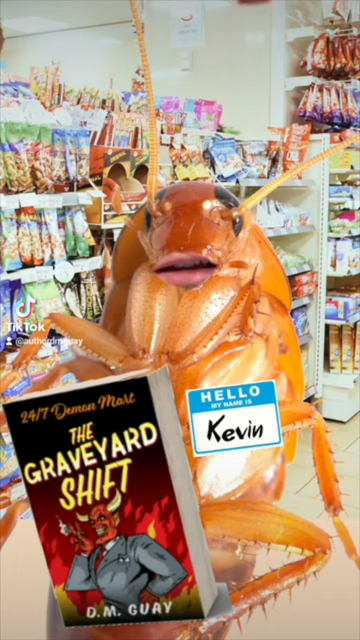 TikTok
@authordmguay
HELLO
MY NAME IS
Kevin
24/7 Demon Mart
THE
GRAVEYARD
SHIFT
D.M. GUAY